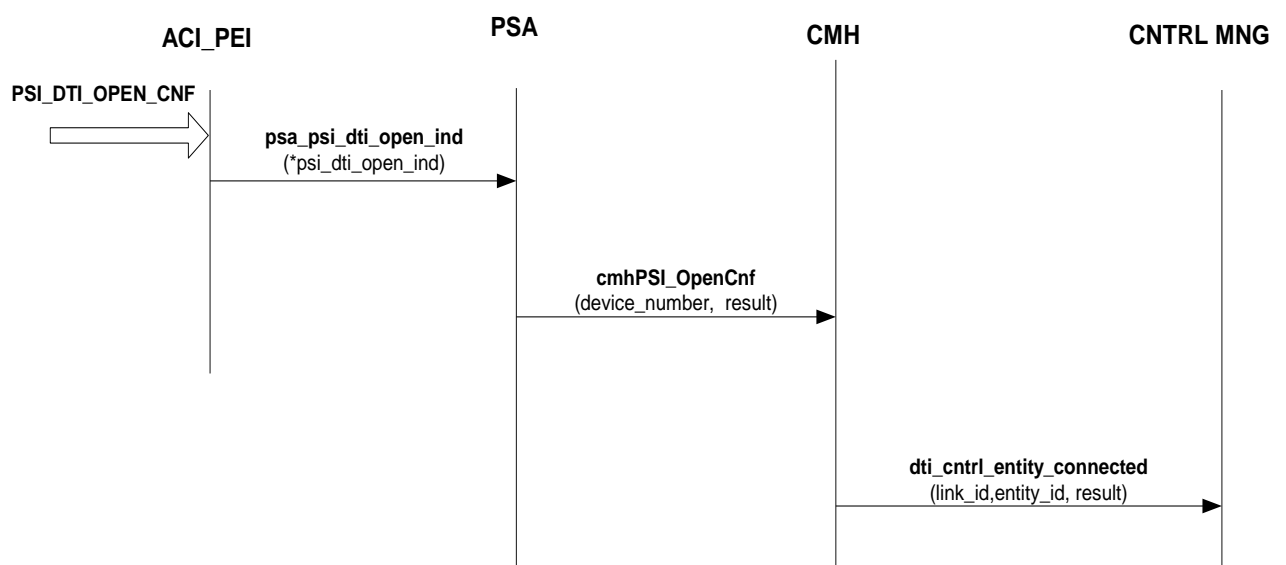 ACI_PEI
PSA
CMH
CNTRL MNG
PSI_DTI_OPEN_CNF
psa_psi_dti_open_ind
(*psi_dti_open_ind)
cmhPSI_OpenCnf
(device_number, result)
dti_cntrl_entity_connected
(link_id,entity_id, result)